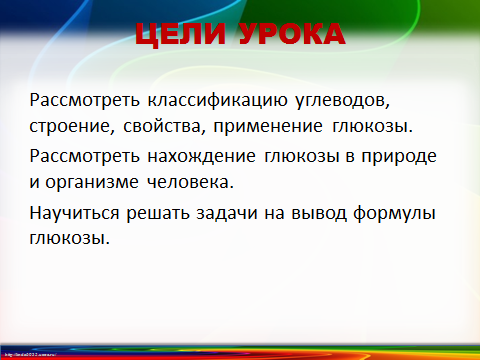 ЦЕЛИ УРОКА
Рассмотреть классификацию углеводов,
строение, свойства, применение глюкозы.
Рассмотреть нахождение глюкозы в природе
и организме человека.
Научиться решать задачи на вывод формулы
глюкозы.